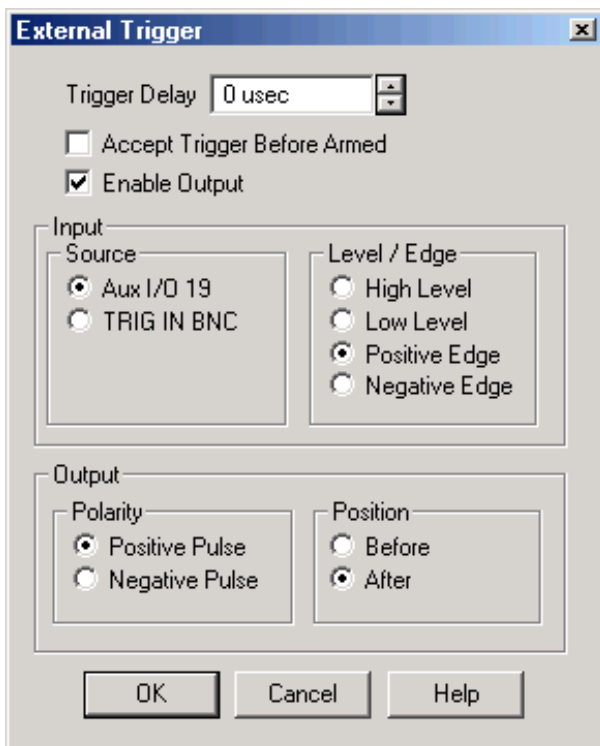 External Trigger
Trigger Delay 0 usec
Accept Trigger Before Armed
Enable Output
Input
Source
Aux I/O 19
TRIG IN BNC
Level / Edge
High Level
Low Level
Positive Edge
Negative Edge
Output
Polarity
Positive Pulse
Negative Pulse
Position
Before
After
OK Cancel Help